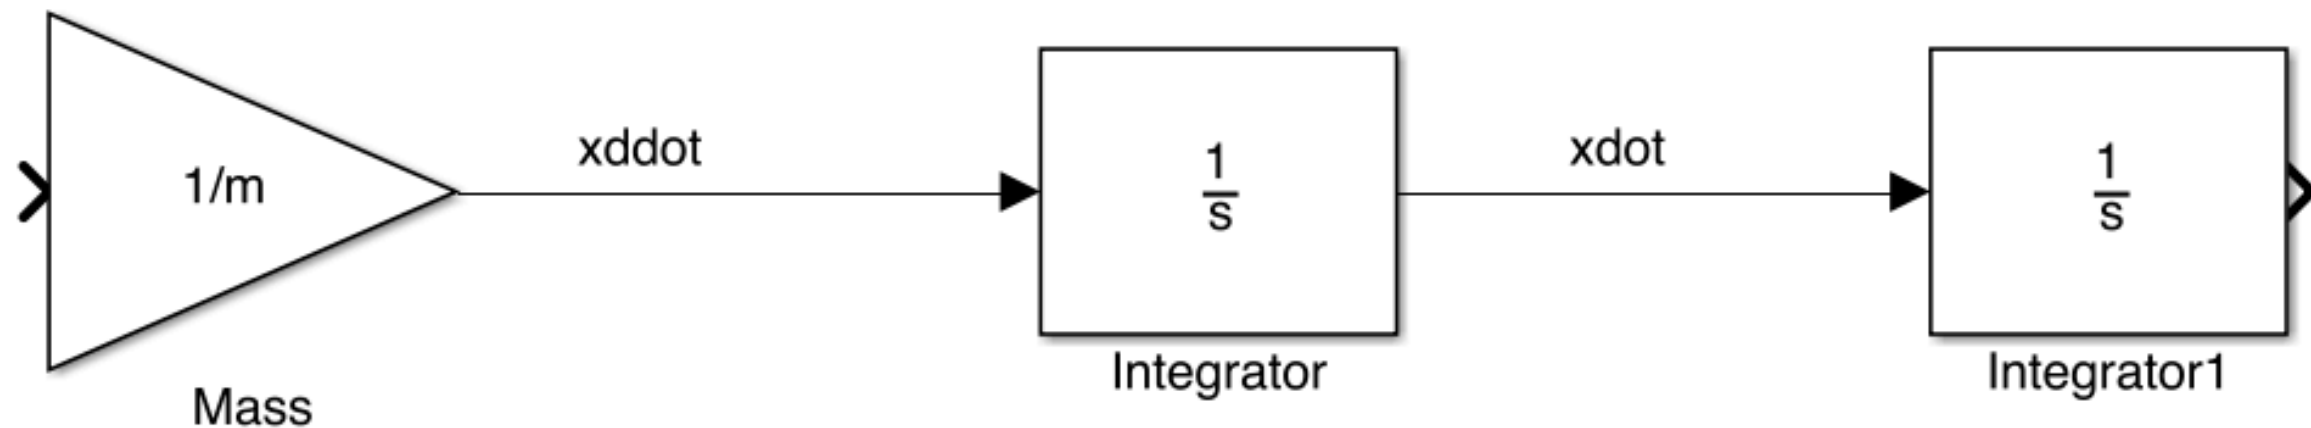 1/m
xddot
1
s
xdot
1
s
Mass
Integrator
Integrator1